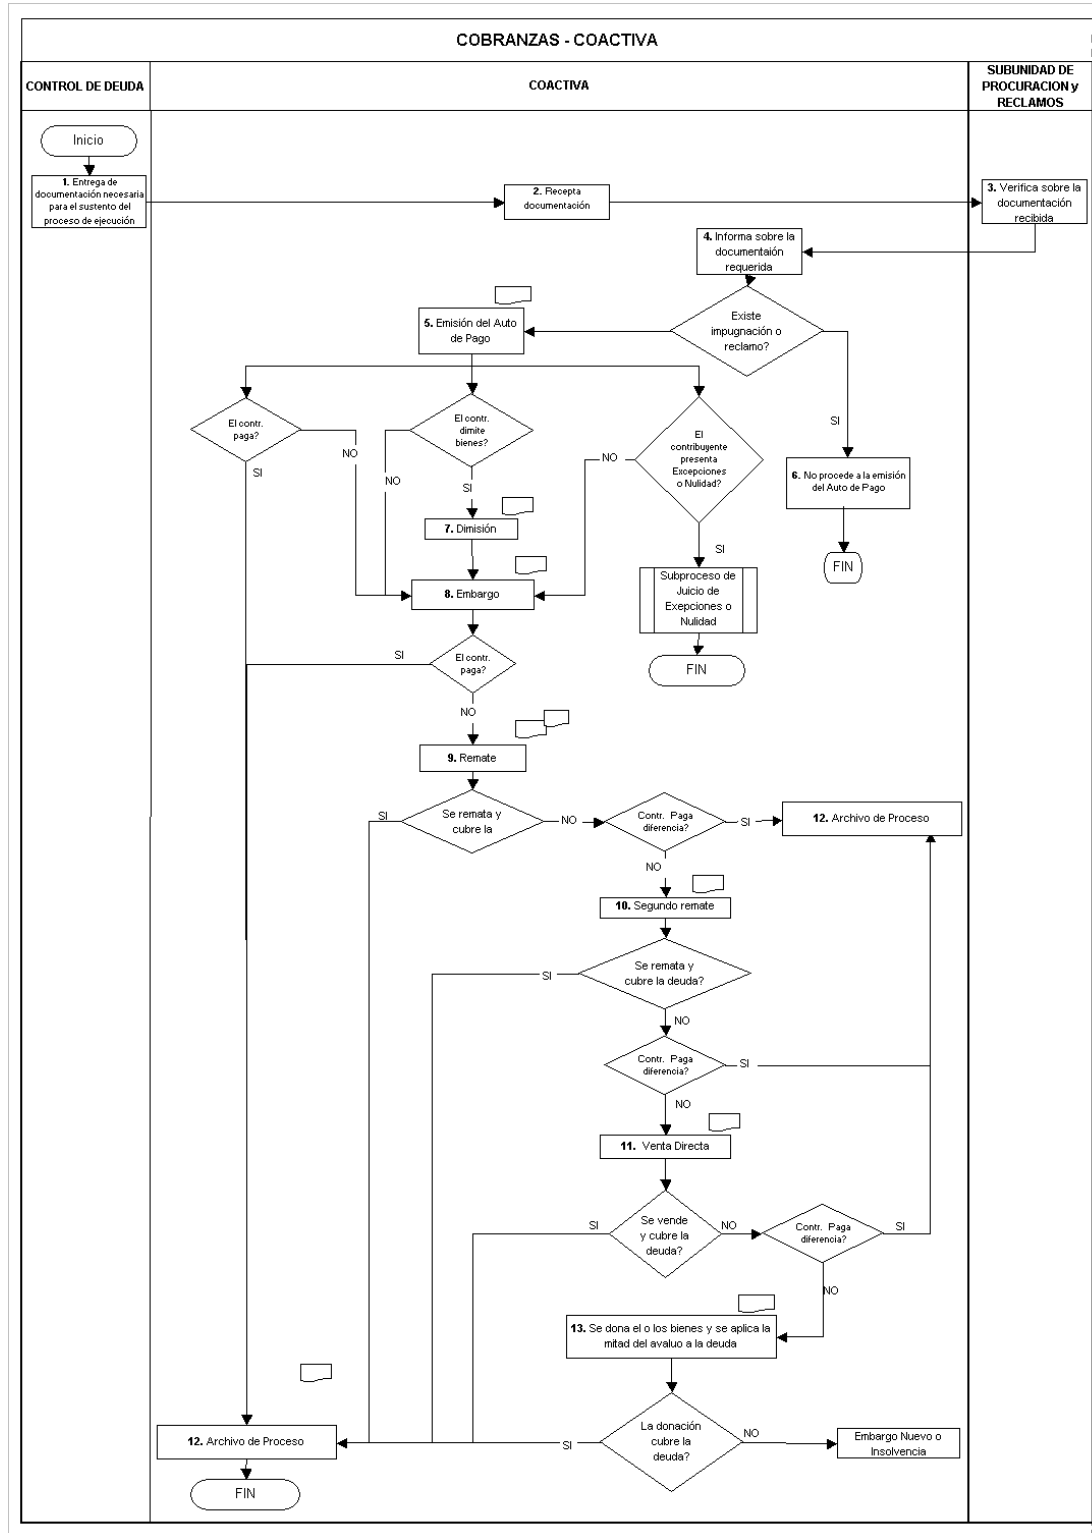 COBRANZAS - COACTIVA
CONTROL DE DEUDA
COACTIVA
SUBUNIDAD DE
PROCURACION y
RECLAMOS
Inicio
1. Entrega de
documentación necesaria
para el sustento del
proceso de ejecución
2. Recepta
documentación
3. Verifica sobre la
documentación
recibida
4. Informa sobre la
documentaión
requerida
Existe
impugnación o
reclamo?
5. Emisión del Auto
de Pago
SI
6. No procede a la emisión
del Auto de Pago
FIN
El contr.
paga?
NO
SI
El contr.
dimite
bienes?
NO
SI
El
contribuyente
presenta
Excepciones
o Nulidad?
NO
SI
7. Dimisión
8. Embargo
Subproceso de
Juicio de
Exepciones o
Nulidad
FIN
El contr.
paga?
SI
NO
9. Remate
Se remata y
cubre la
SI
NO
Contr. Paga
diferencia?
SI
12. Archivo de Proceso
NO
10. Segundo remate
Se remata y
cubre la deuda?
SI
NO
Contr. Paga
diferencia?
SI
NO
11. Venta Directa
Se vende
y cubre la
deuda?
SI
NO
Contr. Paga
diferencia?
SI
NO
13. Se dona el o los bienes y se aplica la
mitad del avaluo a la deuda
La donación
cubre la
deuda?
SI
NO
Embargo Nuevo o
Insolvencia
12. Archivo de Proceso
FIN